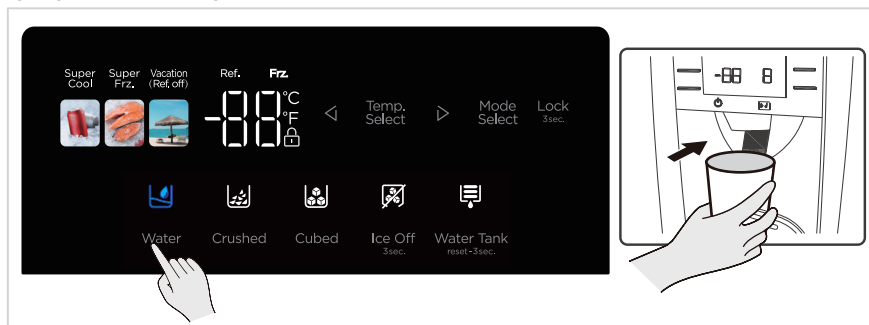 Super Cool
Super Frz.
Vacation (Ref, off)
Ref.
Frz.
-88
°C
°F
Temp. Select
Mode Select
Lock
3sec.
-88 8
Water
Crushed
Cubed
Ice Off
3sec.
Water Tank
reset-3sec.